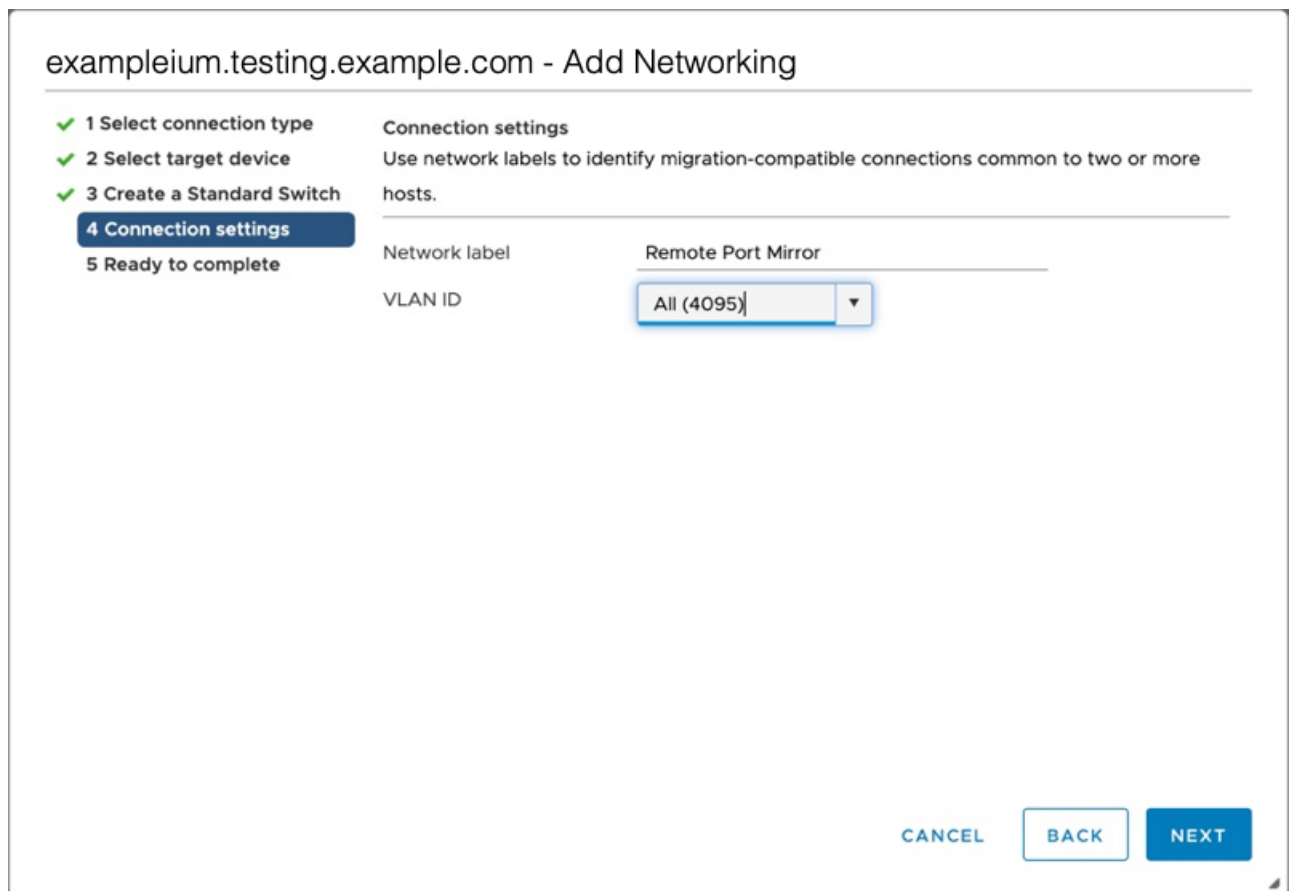 exampleium.testing.example.com - Add Networking
1 Select connection type
2 Select target device
3 Create a Standard Switch
4 Connection settings
5 Ready to complete
Connection settings
Use network labels to identify migration-compatible connections common to two or more
hosts.
Network label
Remote Port Mirror
VLAN ID
All (4095)
CANCEL
BACK
NEXT